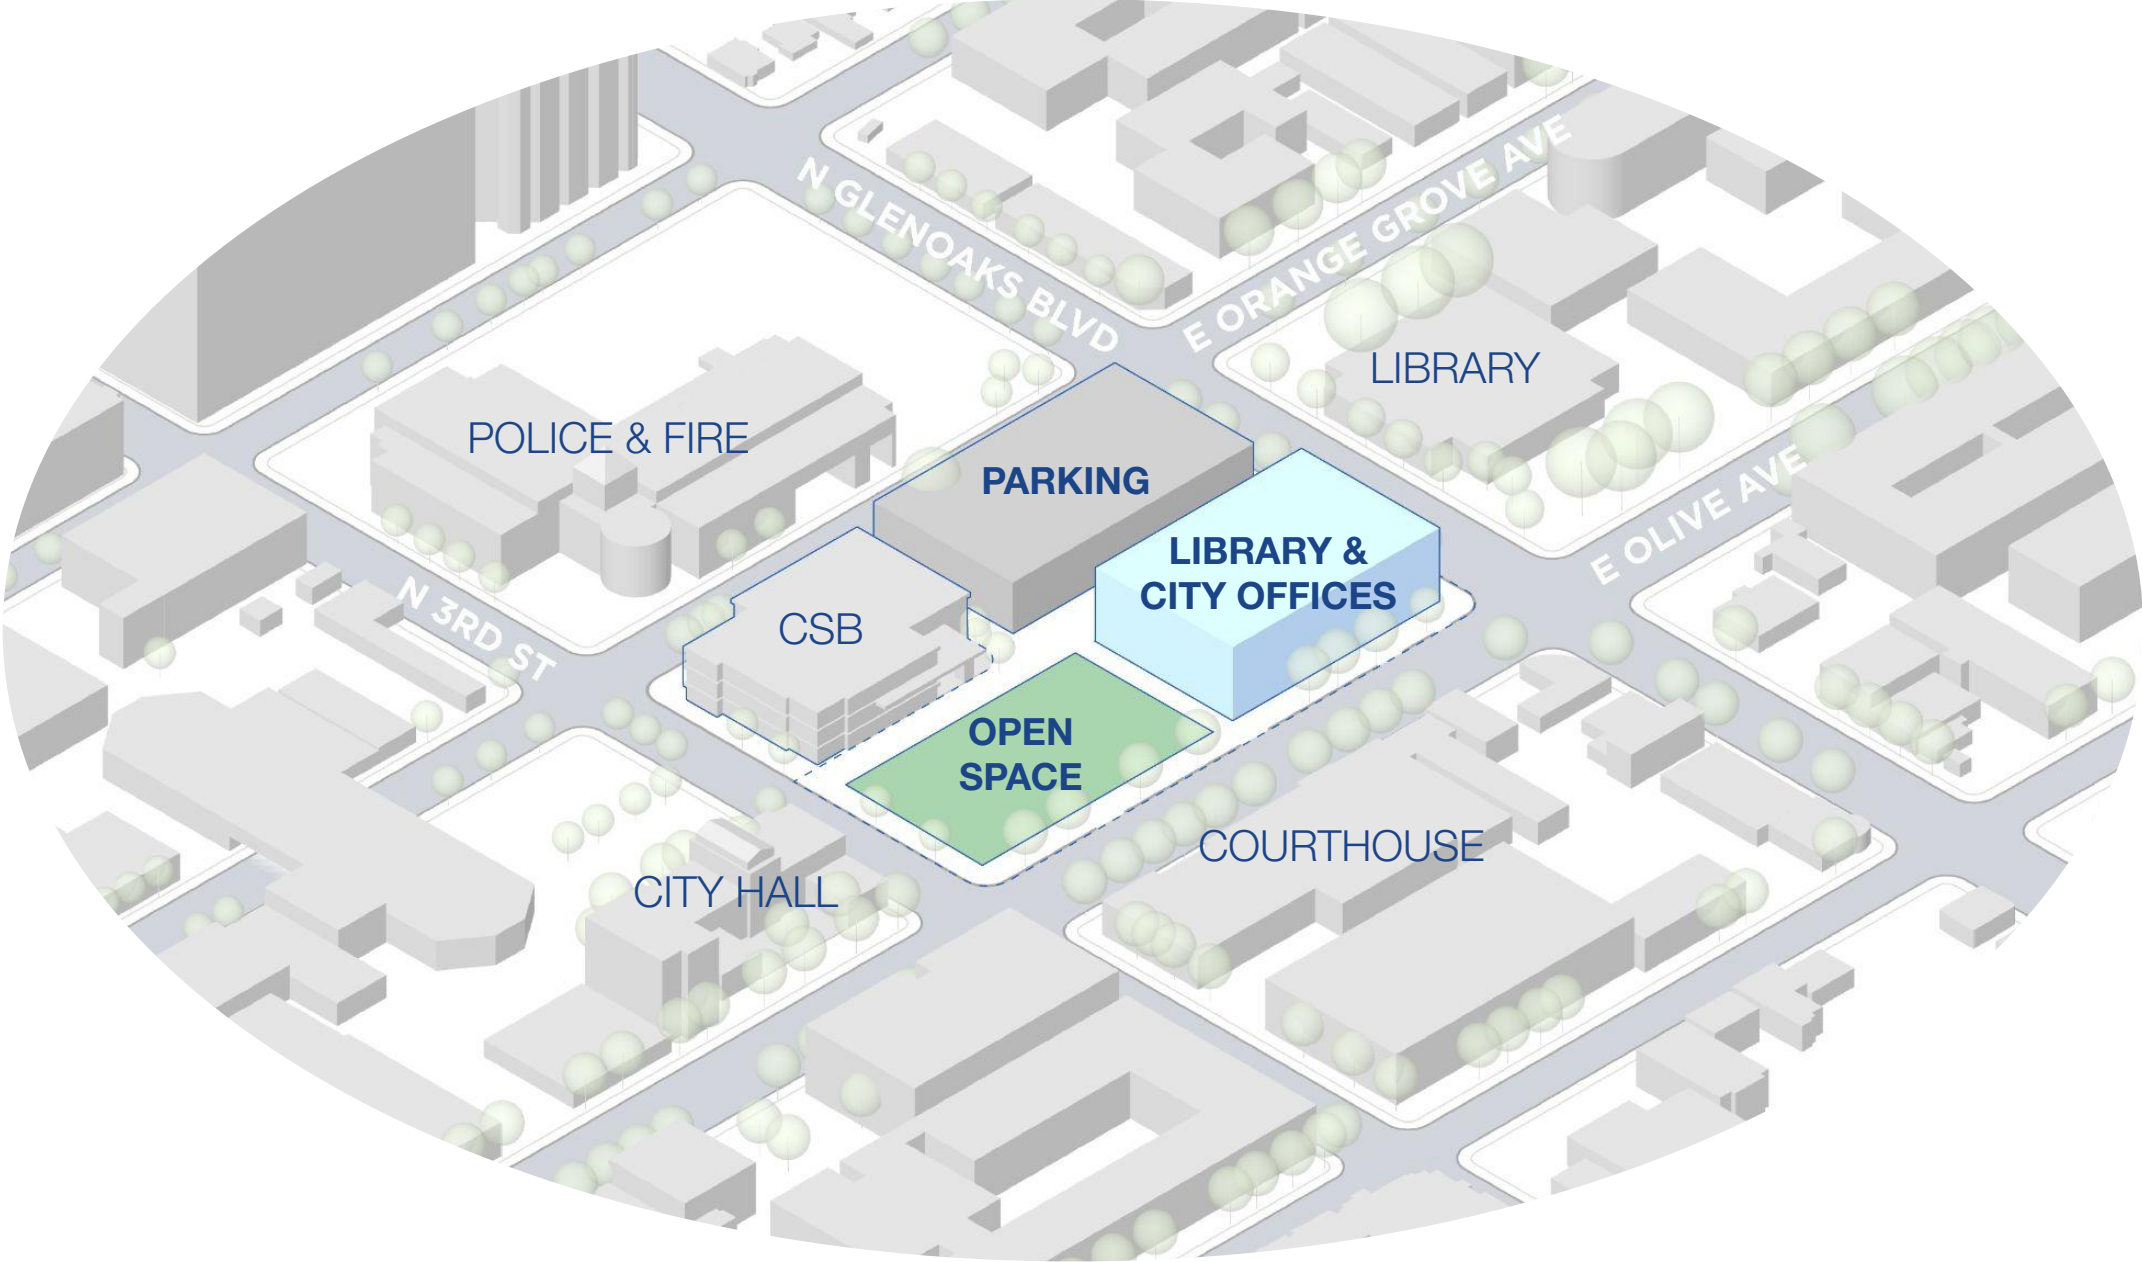 N GLENOAKS BLVD
E ORANGE GROVE AVE
LIBRARY
POLICE & FIRE
PARKING
E OLIVE AVE
LIBRARY &
CITY OFFICES
N 3RD ST
CSB
OPEN
SPACE
COURTHOUSE
CITY HALL